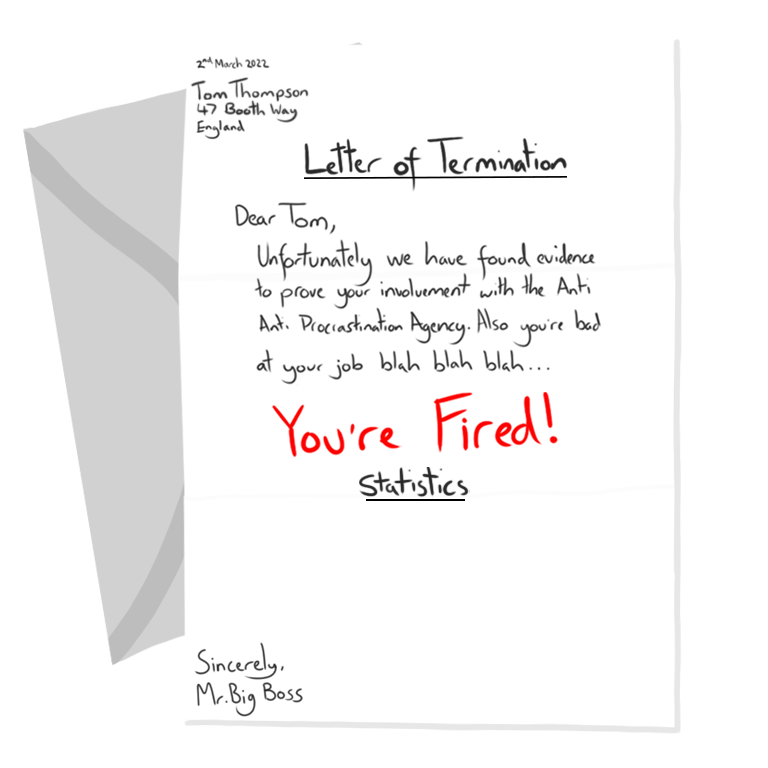 2nd March 2022
Tom Thompson
47 Booth Way
England
Letter of Termination
Dear Tom,
Unfortunately we have found evidence
to prove your involvement with the Anti
Anti Procrastination Agency. Also you're bad
at your job blah blah blah...
You're Fired!
Statistics
Sincerely,
Mr. Big Boss